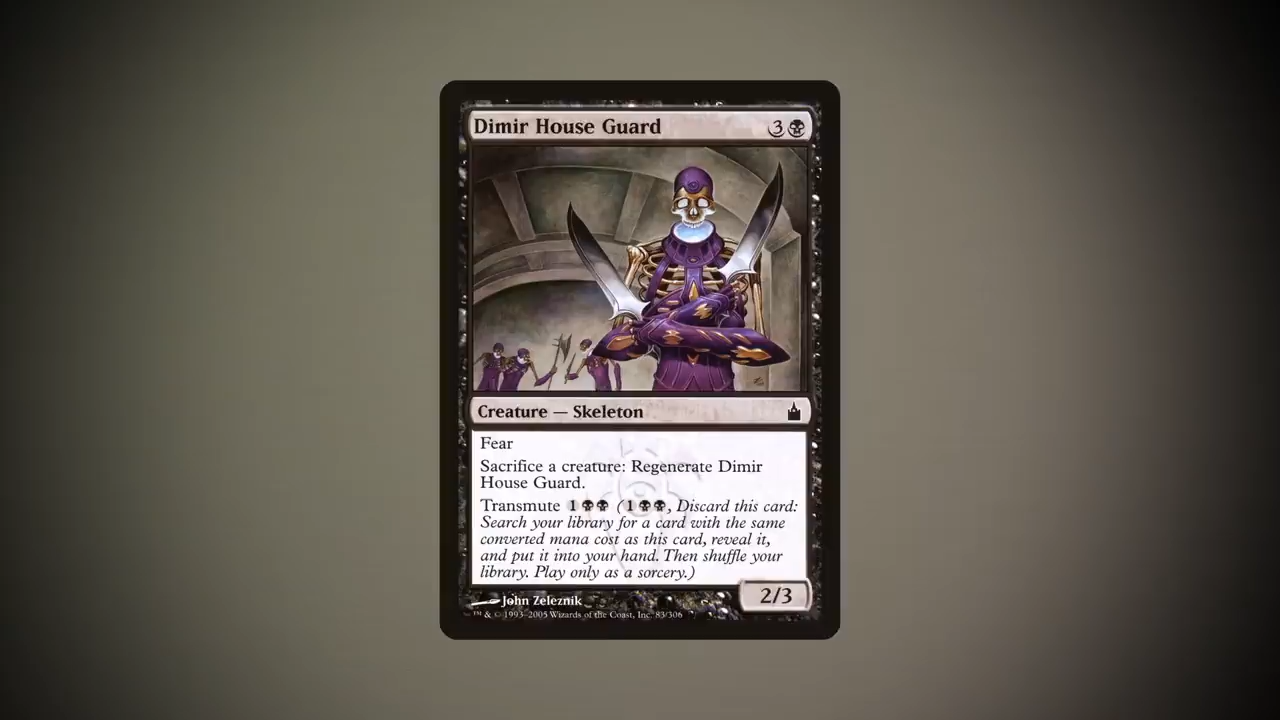 Dimir House Guard 3
Creature — Skeleton
Fear
Sacrifice a creature: Regenerate Dimir
House Guard.
Transmute 1 (1, Discard this card:
Search your library for a card with the same
converted mana cost as this card, reveal it,
and put it into your hand. Then shuffle your
library. Play only as a sorcery.)
2/3
John Zeleznik
™ & © 1993–2005 Wizards of the Coast, Inc. 83/306